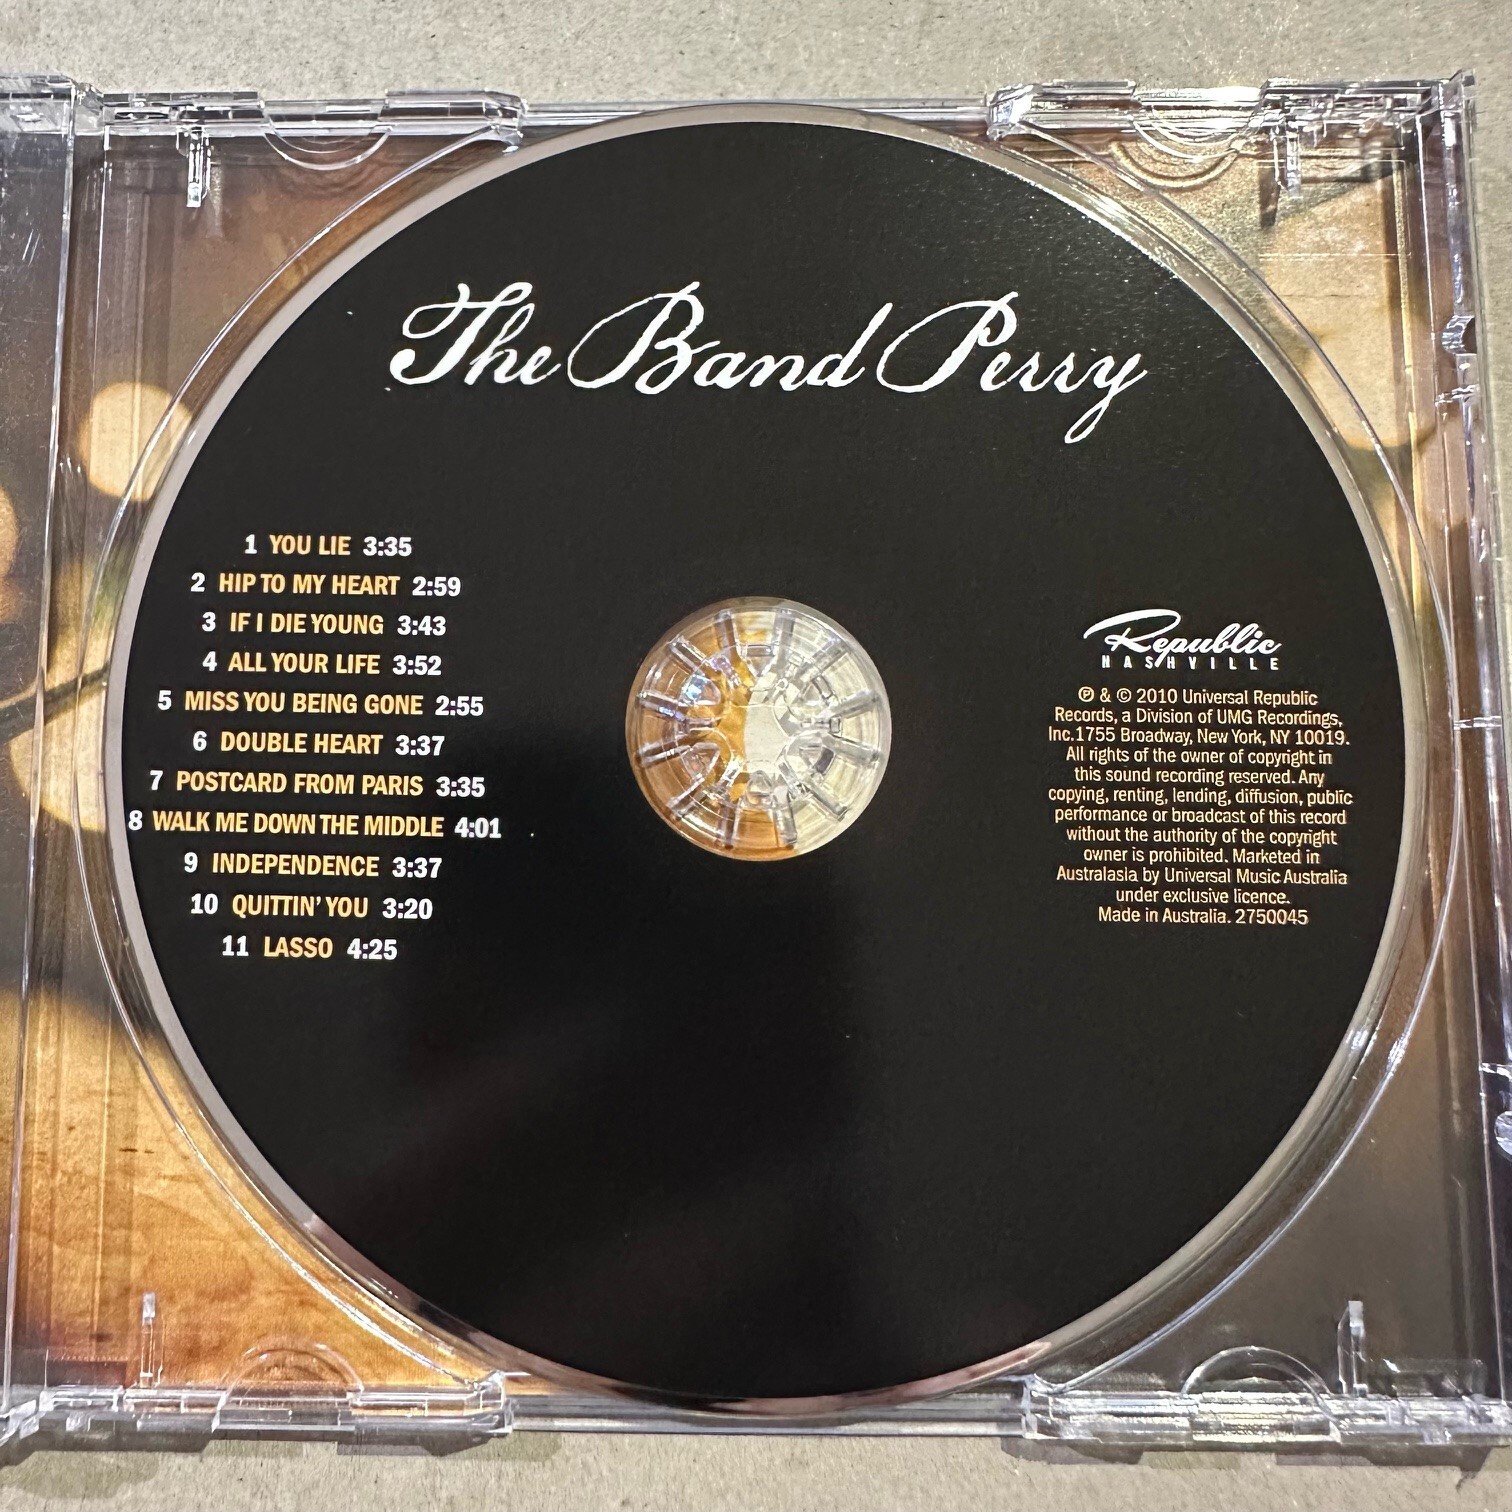 The Band Perry
1 YOU LIE 3:35
2 HIP TO MY HEART 2:59
3 IF I DIE YOUNG 3:43
4 ALL YOUR LIFE 3:52
5 MISS YOU BEING GONE 2:55
6 DOUBLE HEART 3:37
7 POSTCARD FROM PARIS 3:35
8 WALK ME DOWN THE MIDDLE 4:01
9 INDEPENDENCE 3:37
10 QUITTIN' YOU 3:20
11 LASSO 4:25
Republic
NASHVILLE
℗ & © 2010 Universal Republic
Records, a Division of UMG Recordings,
Inc.1755 Broadway, New York, NY 10019.
All rights of the owner of copyright in
this sound recording reserved. Any
copying, renting, lending, diffusion, public
performance or broadcast of this record
without the authority of the copyright
owner is prohibited. Marketed in
Australasia by Universal Music Australia
under exclusive licence.
Made in Australia. 2750045